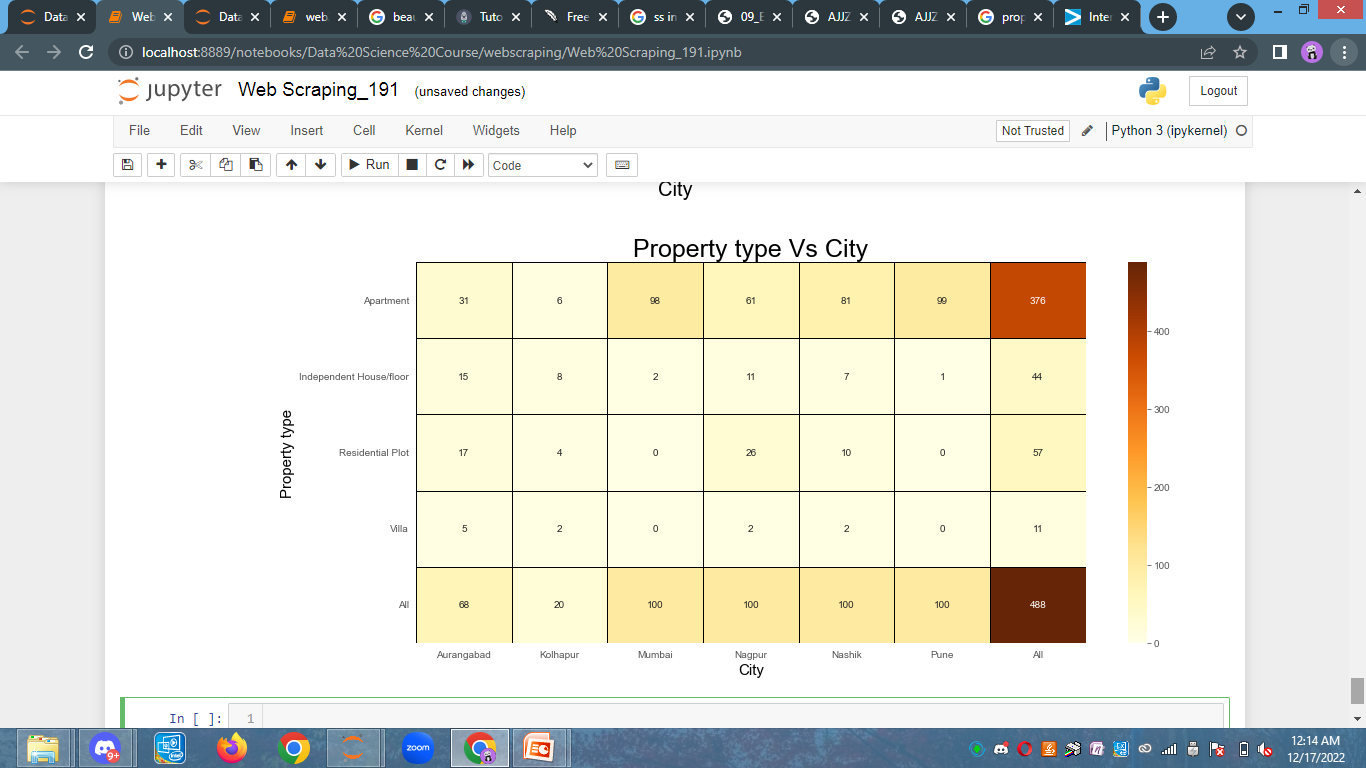 Data
Web
Data
web.
beau
Tuto
Free
ss in
09_E
AJJZ
AJJZ
prop
Inter
localhost:8889/notebooks/Data%20Science%20Course/webscraping/Web%20Scraping_191.ipynb
jupyter Web Scraping_191 (unsaved changes)
Logout
File Edit View Insert Cell Kernel Widgets Help
Not Trusted
Python 3 (ipykernel)
Run
Code
City
Property type Vs City
Apartment 31 6 98 61 81 99 376
400
Independent House/floor 15 8 2 11 7 1 44
300
Property type
Residential Plot 17 4 0 26 10 0 57
200
Villa 5 2 0 2 2 0 11
100
All 68 20 100 100 100 100 488
0
Aurangabad Kolhapur Mumbai Nagpur Nashik Pune All
City
In [ ]: 1
9+
zoom
12:14 AM
12/17/2022